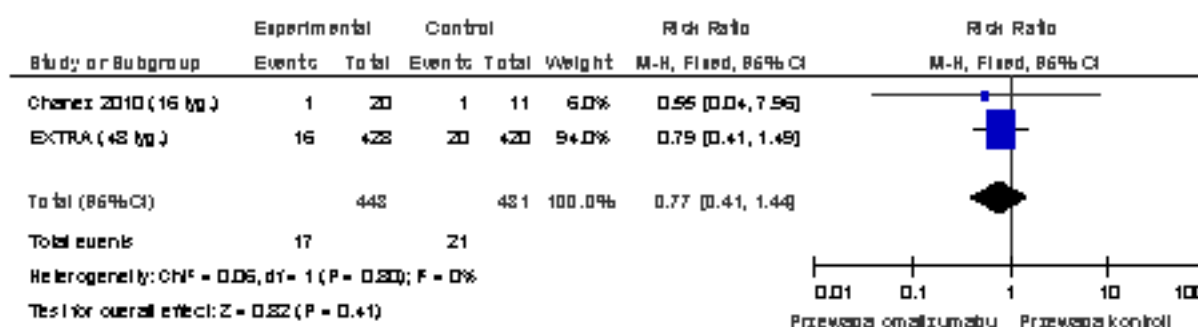 Experimental Control Risk Ratio Risk Ratio
Study or Subgroup Events Total Events Total Weight M-H, Fixed, 95% CI M-H, Fixed, 95% CI
Chanez 2010 (16 tyg.) 1 20 1 11 6.0% 0.55 [0.04, 7.96]
EXTRA (48 tyg.) 16 428 20 420 94.0% 0.79 [0.41, 1.49]
Total (95% CI) 448 431 100.0% 0.77 [0.41, 1.44]
Total events 17 21
Heterogeneity: Chi² = 0.06, df = 1 (P = 0.80); I² = 0%
Test for overall effect: Z = 0.82 (P = 0.41)
0.01 0.1 1 10 100
Przewaga omalizumabu Przewaga kontroli